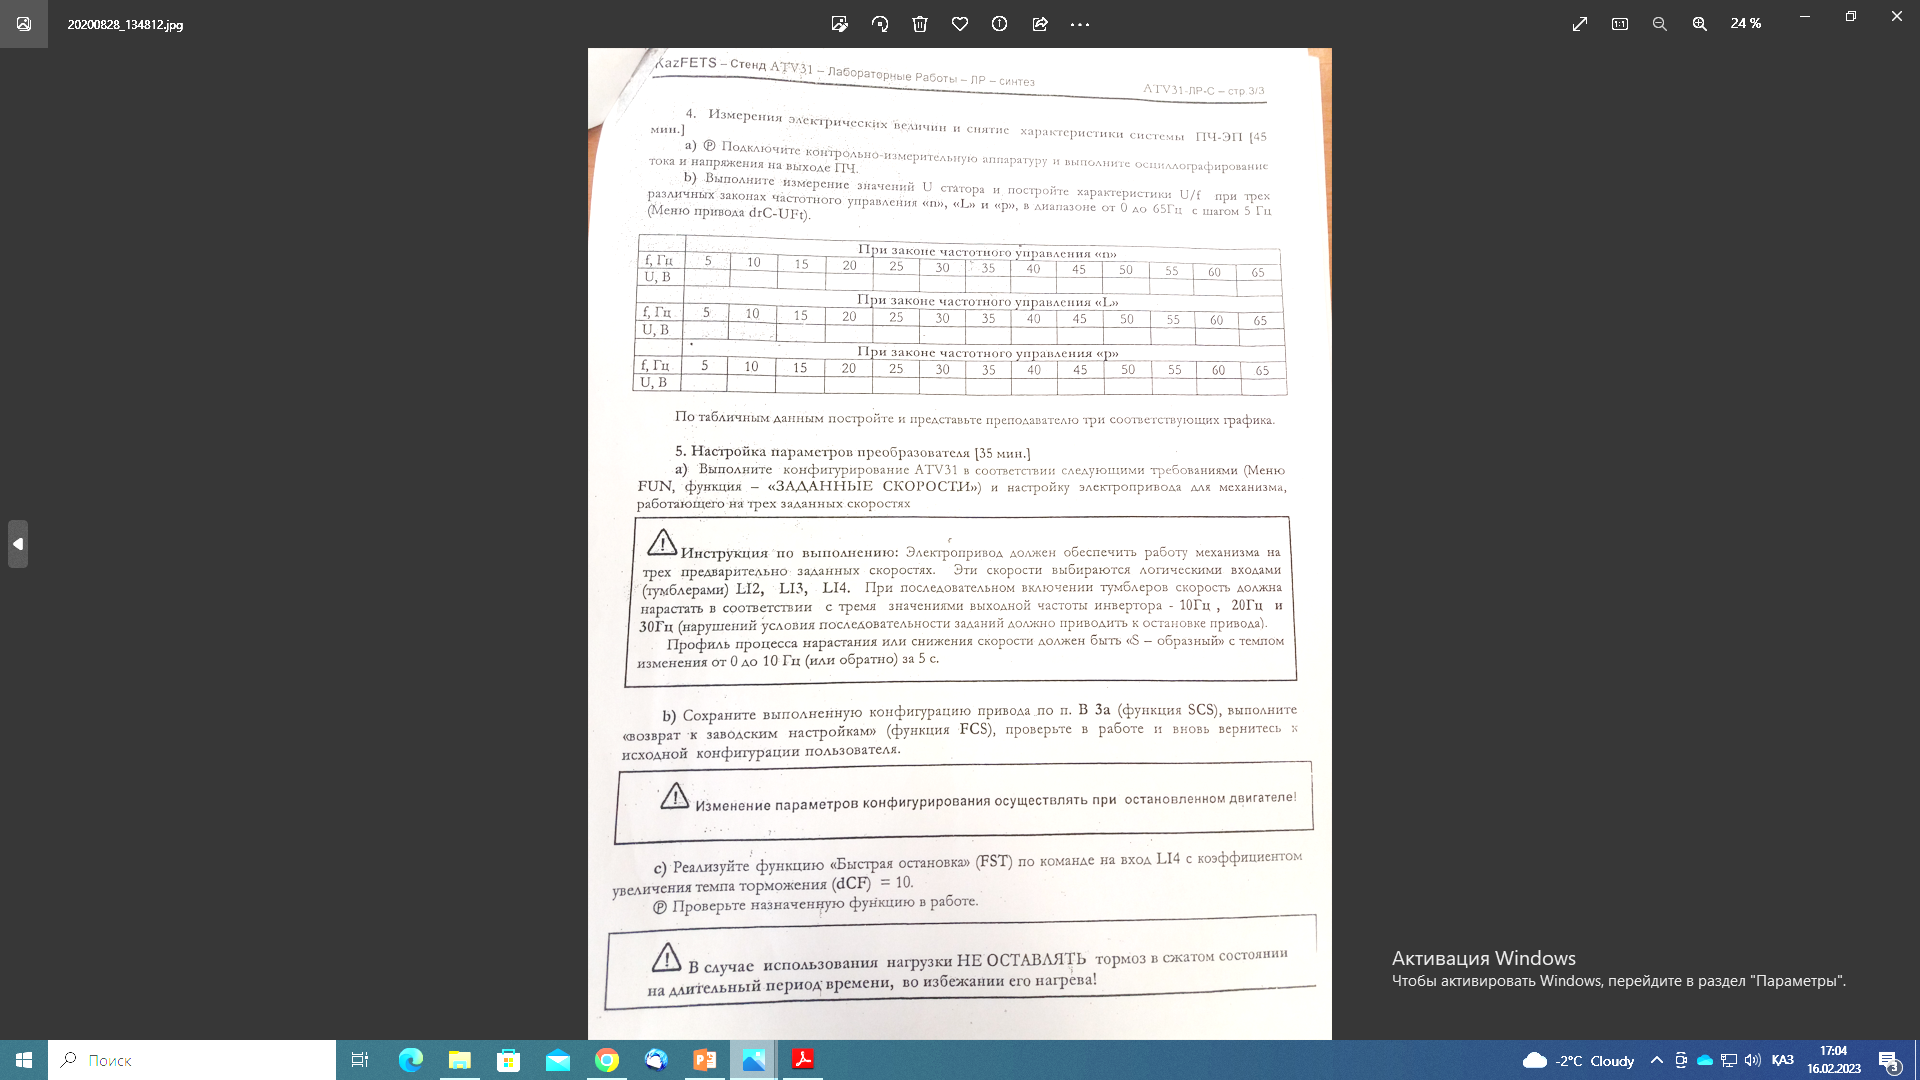 20200828_134812.jpg
24 %
KazFETS – Стенд ATV31 – Лабораторные Работы – ЛР – синтез
ATV31-ЛР-С – стр.3/3
4. Измерения электрических величин и снятие характеристики системы ПЧ-ЭП [45
мин.]
a) Ⓟ Подключите контрольно-измерительную аппаратуру и выполните осциллографирование
тока и напряжения на выходе ПЧ.
b) Выполните измерение значений U статора и постройте характеристики U/f при трех
различных законах частотного управления «n», «L» и «p», в диапазоне от 0 до 65Гц с шагом 5 Гц
(Меню привода drC-UFt).
При законе частотного управления «n»
f, Гц 5 10 15 20 25 30 35 40 45 50 55 60 65
U, В
При законе частотного управления «L»
f, Гц 5 10 15 20 25 30 35 40 45 50 55 60 65
U, В
При законе частотного управления «p»
f, Гц 5 10 15 20 25 30 35 40 45 50 55 60 65
U, В
По табличным данным постройте и представьте преподавателю три соответствующих графика.
5. Настройка параметров преобразователя [35 мин.]
a) Выполните конфигурирование ATV31 в соответствии следующими требованиями (Меню
FUN, функция – «ЗАДАННЫЕ СКОРОСТИ») и настройку электропривода для механизма,
работающего на трех заданных скоростях
Инструкция по выполнению: Электропривод должен обеспечить работу механизма на
трех предварительно заданных скоростях. Эти скорости выбираются логическими входами
(тумблерами) LI2, LI3, LI4. При последовательном включении тумблеров скорость должна
нарастать в соответствии с тремя значениями выходной частоты инвертора - 10Гц , 20Гц и
30Гц (нарушений условия последовательности заданий должно приводить к остановке привода).
Профиль процесса нарастания или снижения скорости должен быть «S – образный» с темпом
изменения от 0 до 10 Гц (или обратно) за 5 с.
b) Сохраните выполненную конфигурацию привода по п. В 3а (функция SCS), выполните
«возврат к заводским настройкам» (функция FCS), проверьте в работе и вновь вернитесь к
исходной конфигурации пользователя.
Изменение параметров конфигурирования осуществлять при остановленном двигателе!
c) Реализуйте функцию «Быстрая остановка» (FST) по команде на вход LI4 с коэффициентом
увеличения темпа торможения (dCF) = 10.
Ⓟ Проверьте назначенную функцию в работе.
В случае использования нагрузки НЕ ОСТАВЛЯТЬ тормоз в сжатом состоянии
на длительный период времени, во избежании его нагрева!
Активация Windows
Чтобы активировать Windows, перейдите в раздел "Параметры".
Поиск
-2°C Cloudy
ҚАЗ
17:04
16.02.2023
3